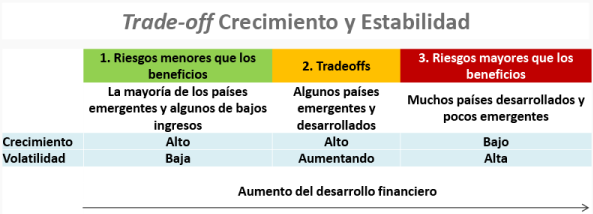 Trade-off Crecimiento y Estabilidad
1. Riesgos menores que los
beneficios
2. Tradeoffs
3. Riesgos mayores que los
beneficios
La mayoría de los países
emergentes y algunos de bajos
ingresos
Algunos países
emergentes y
desarrollados
Muchos países desarrollados y
pocos emergentes
Crecimiento Alto Alto Bajo
Volatilidad Baja Aumentando Alta
Aumento del desarrollo financiero